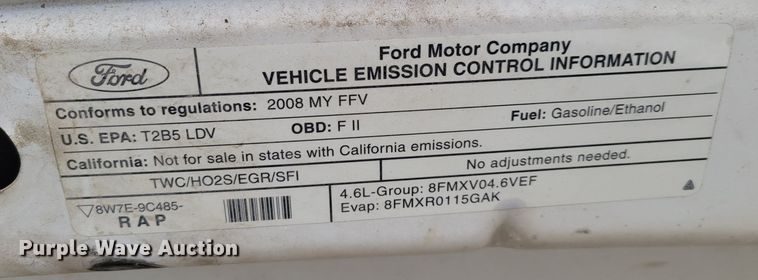 Ford
Ford Motor Company
VEHICLE EMISSION CONTROL INFORMATION
Conforms to regulations: 2008 MY FFV
U.S. EPA: T2B5 LDV OBD: F II Fuel: Gasoline/Ethanol
California: Not for sale in states with California emissions.
TWC/HO2S/EGR/SFI No adjustments needed.
▽8W7E-9C485-
RAP
4.6L-Group: 8FMXV04.6VEF
Evap: 8FMXR0115GAK
Purple Wave Auction